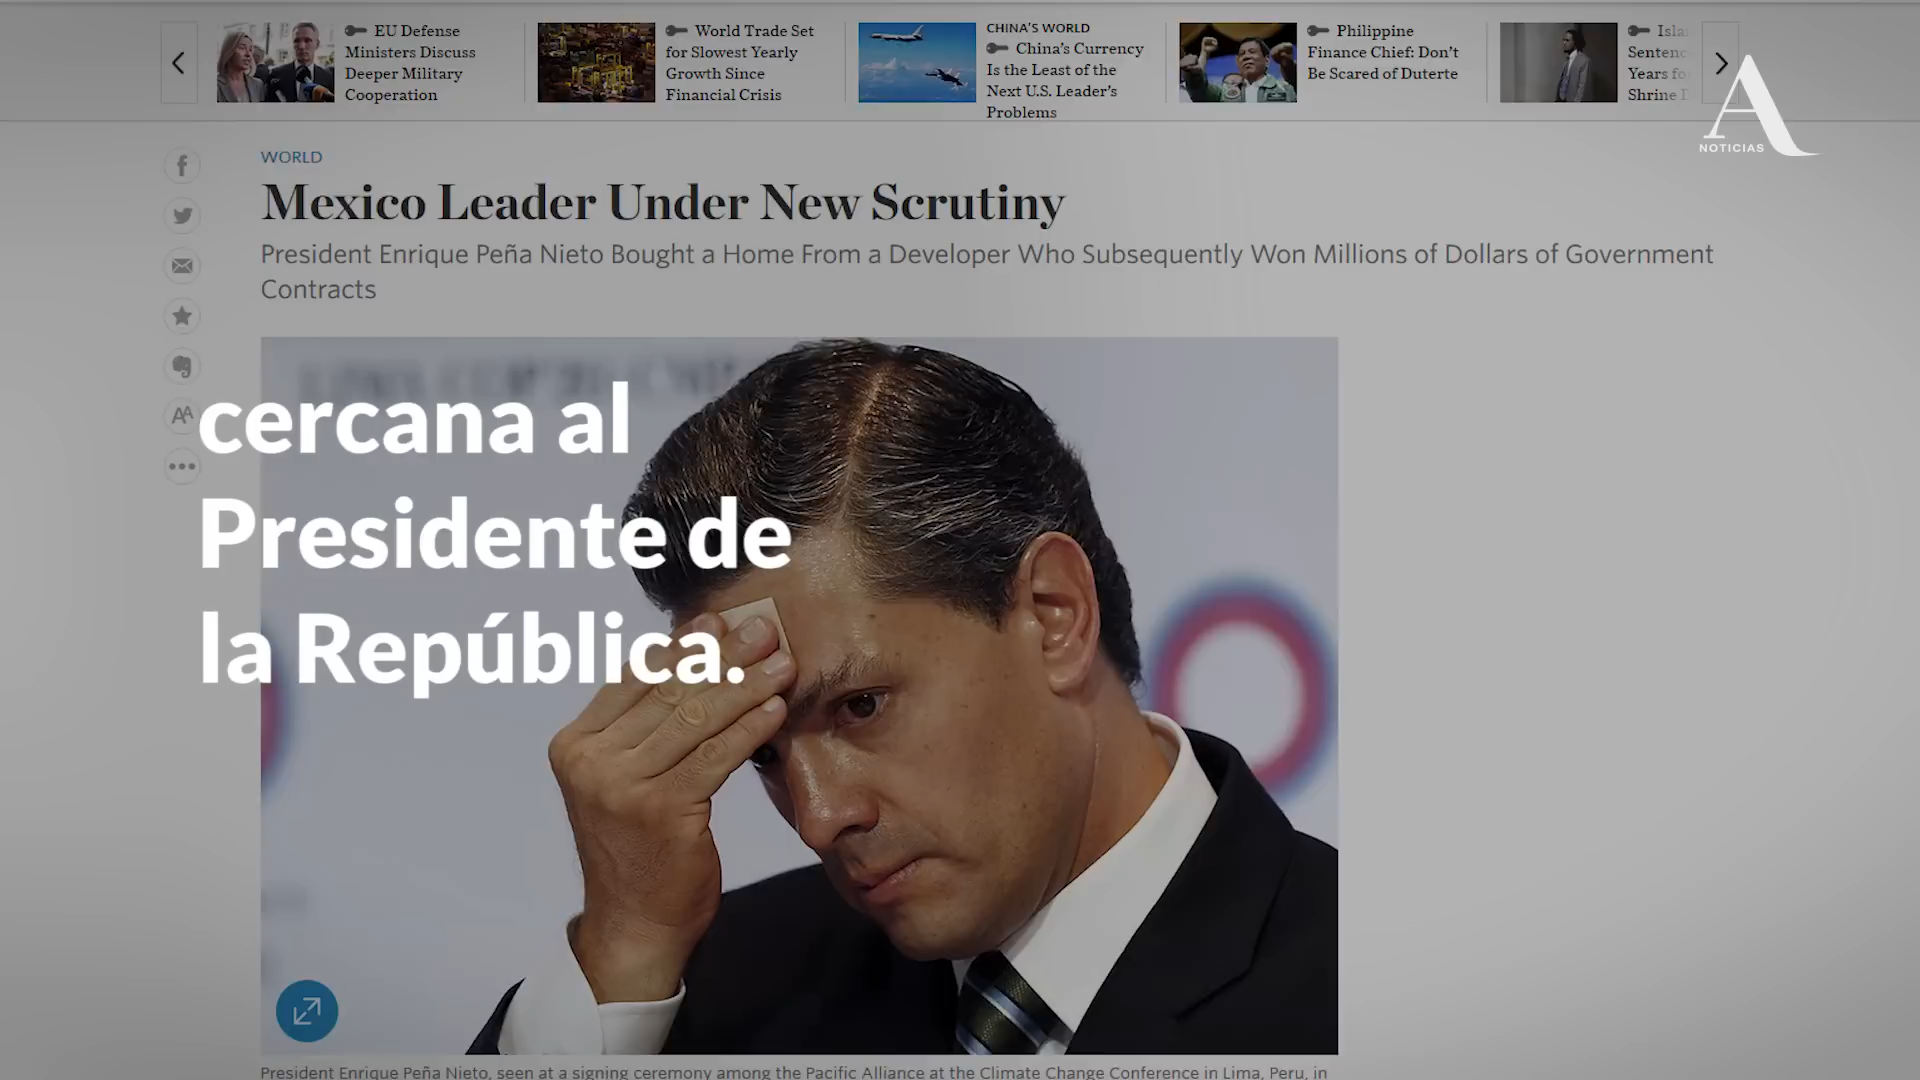 EU Defense
Ministers Discuss
Deeper Military
Cooperation
World Trade Set
for Slowest Yearly
Growth Since
Financial Crisis
CHINA'S WORLD
China's Currency
Is the Least of the
Next U.S. Leader's
Problems
Philippine
Finance Chief: Don't
Be Scared of Duterte
Years
Shrine
A
NOTICIAS
WORLD
Mexico Leader Under New Scrutiny
President Enrique Peña Nieto Bought a Home From a Developer Who Subsequently Won Millions of Dollars of Government
Contracts
AA
cercana al
Presidente de
la República.
President Enrique Peña Nieto, seen at a signing ceremony among the Pacific Alliance at the Climate Change Conference in Lima, Peru, in